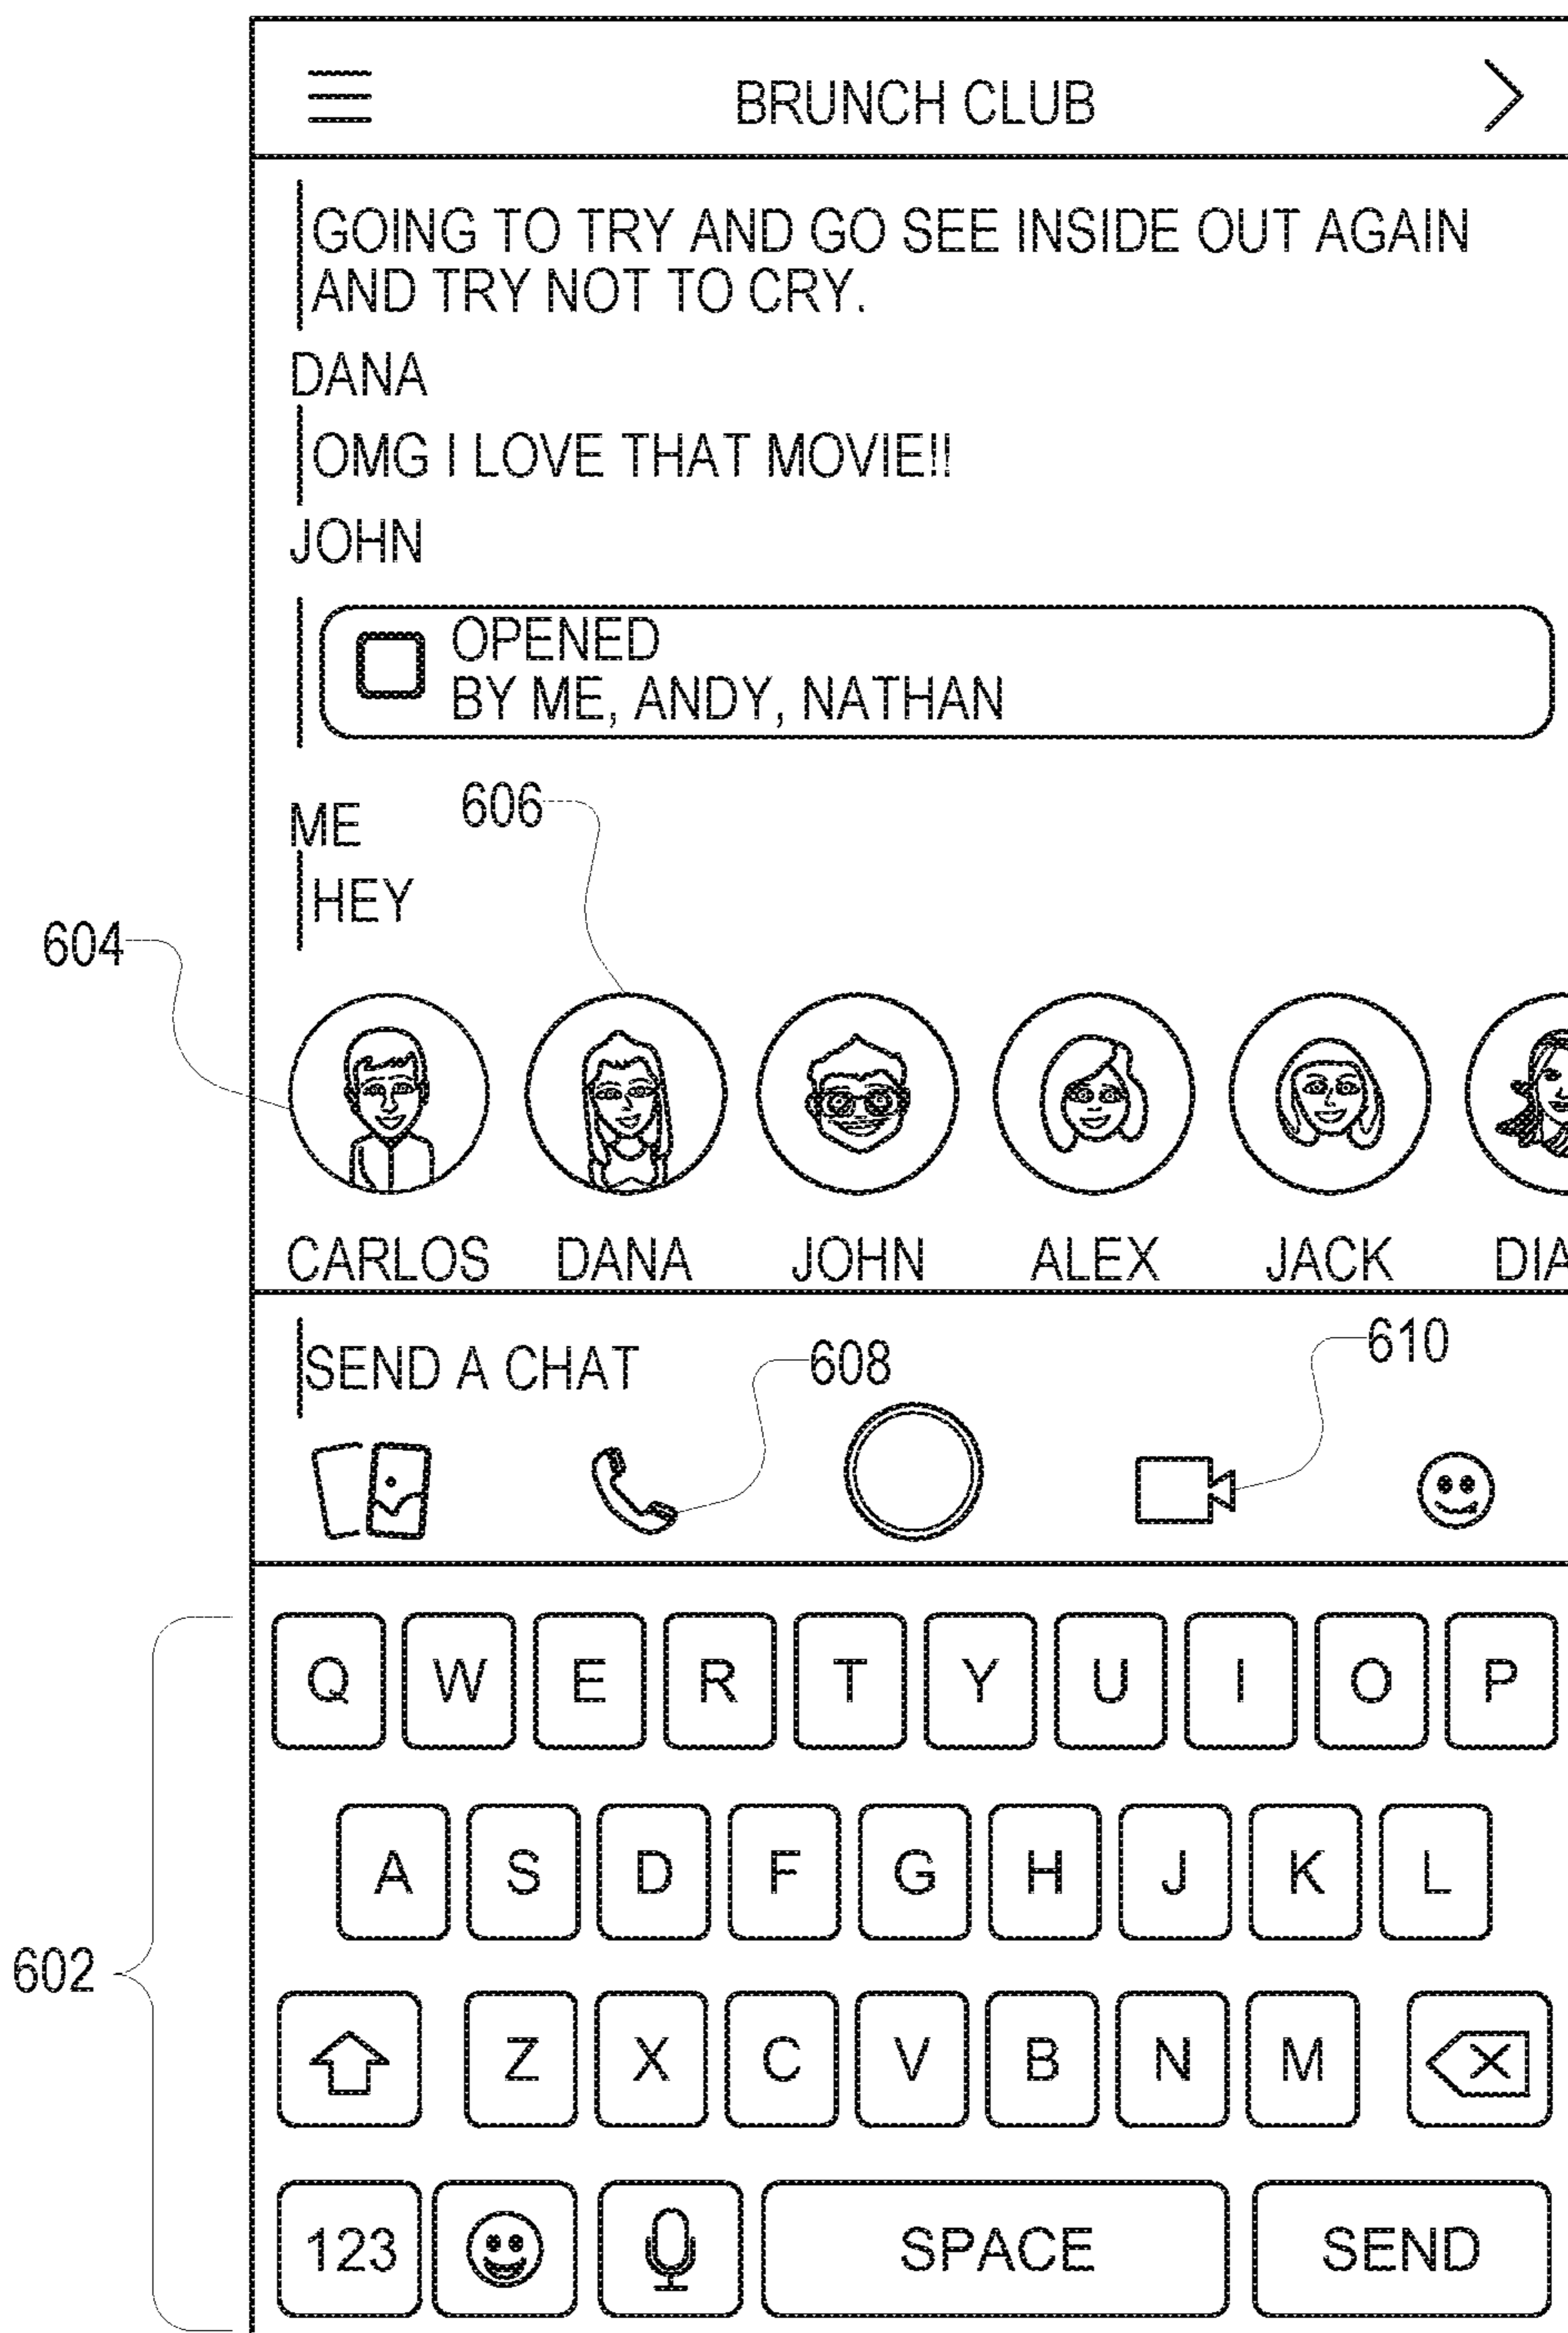 BRUNCH CLUB
GOING TO TRY AND GO SEE INSIDE OUT AGAIN
AND TRY NOT TO CRY.
DANA
OMG I LOVE THAT MOVIE!!
JOHN
OPENED
BY ME, ANDY, NATHAN
ME
606
HEY
604
CARLOS DANA JOHN ALEX JACK DIA
SEND A CHAT
608
610
Q W E R T Y U I O P
A S D F G H J K L
602
Z X C V B N M
123 SPACE SEND